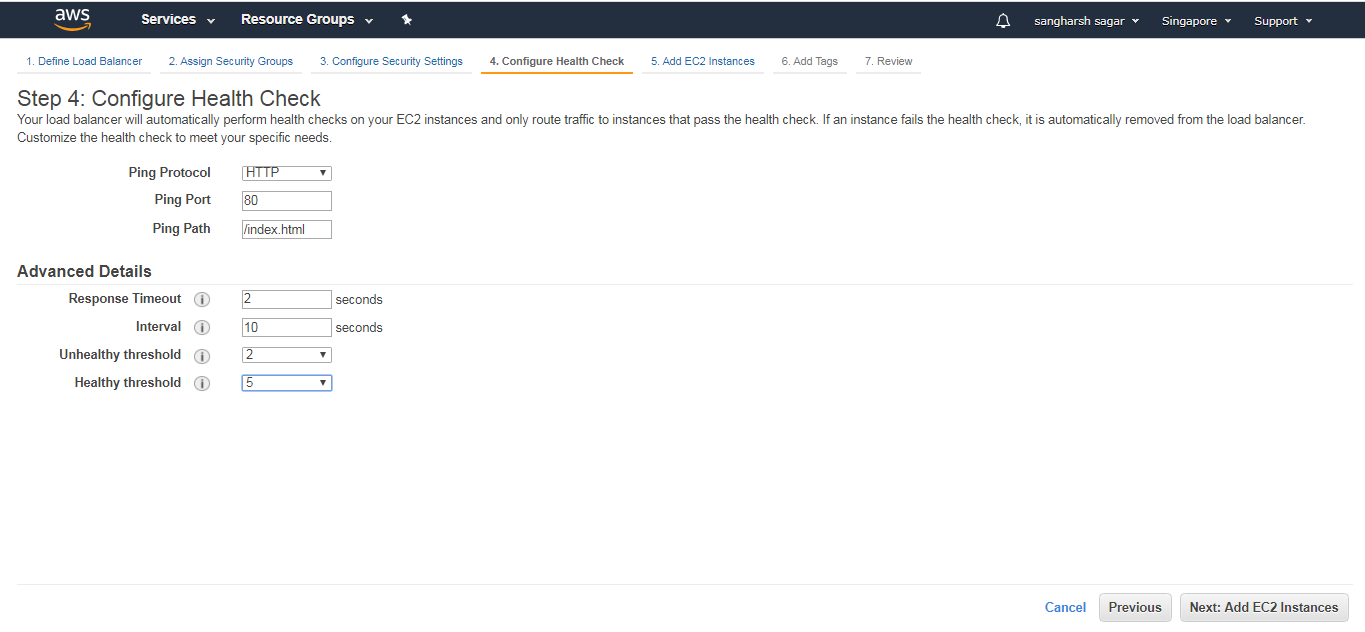 aws Services Resource Groups sangharsh sagar Singapore Support
1. Define Load Balancer 2. Assign Security Groups 3. Configure Security Settings 4. Configure Health Check 5. Add EC2 Instances 6. Add Tags 7. Review
Step 4: Configure Health Check
Your load balancer will automatically perform health checks on your EC2 instances and only route traffic to instances that pass the health check. If an instance fails the health check, it is automatically removed from the load balancer.
Customize the health check to meet your specific needs.
Ping Protocol HTTP
Ping Port 80
Ping Path /index.html
Advanced Details
Response Timeout i 2 seconds
Interval i 10 seconds
Unhealthy threshold i 2
Healthy threshold i 5
Cancel Previous Next: Add EC2 Instances